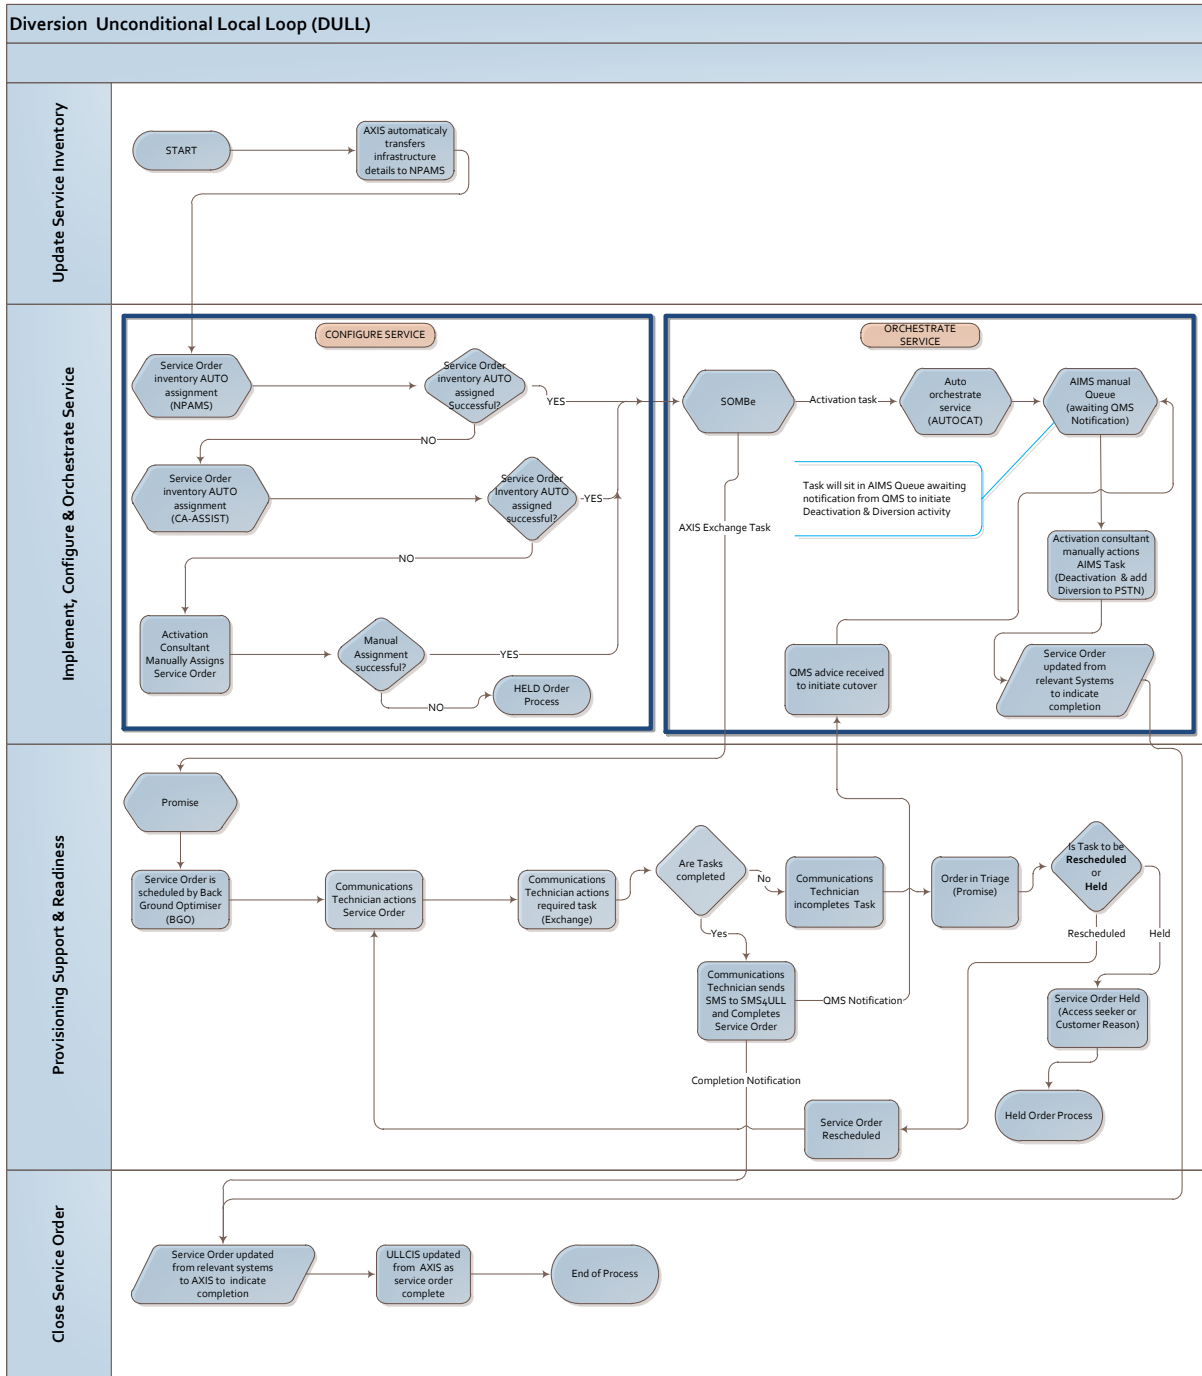 Diversion  Unconditional Local Loop (DULL)
Update Service Inventory
START
AXIS automaticaly
transfers
infrastructure
details to NPAMS
Implement, Configure & Orchestrate Service
CONFIGURE SERVICE
Service Order
inventory AUTO
assignment
(NPAMS)
Service Order
inventory AUTO
assigned
Successful?
YES
NO
Service Order
inventory AUTO
assignment
(CA-ASSIST)
Service Order
Inventory AUTO
assigned
successful?
YES
NO
Activation
Consultant
Manually Assigns
Service Order
Manual
Assignment
successful?
YES
NO
HELD Order
Process
ORCHESTRATE
SERVICE
SOMBe
Activation task
Auto
orchestrate
service
(AUTOCAT)
AIMS manual
Queue
(awaiting QMS
Notification)
Task will sit in AIMS Queue awaiting
notification from QMS to initiate
Deactivation & Diversion activity
AXIS Exchange Task
Activation consultant
manually actions
AIMS Task
(Deactivation  & add
Diversion to PSTN)
QMS advice received
to initiate cutover
Service Order
updated from
relevant Systems
to indicate
completion
Provisioning Support & Readiness
Promise
Service Order is
scheduled by Back
Ground Optimiser
(BGO)
Communications
Technician actions
Service Order
Communications
Technician actions
required task
(Exchange)
Are Tasks
completed
No
Yes
Communications
Technician
incompletes  Task
Order in Triage
(Promise)
Is Task to be
Rescheduled
or
Held
Rescheduled
Held
Communications
Technician sends
SMS to SMS4ULL
and Completes
Service Order
QMS Notification
Service Order Held
(Access seeker or
Customer Reason)
Completion Notification
Service Order
Rescheduled
Held Order Process
Close Service Order
Service Order updated
from relevant systems
to AXIS to  indicate
completion
ULLCIS updated
from  AXIS as
service order
complete
End of Process